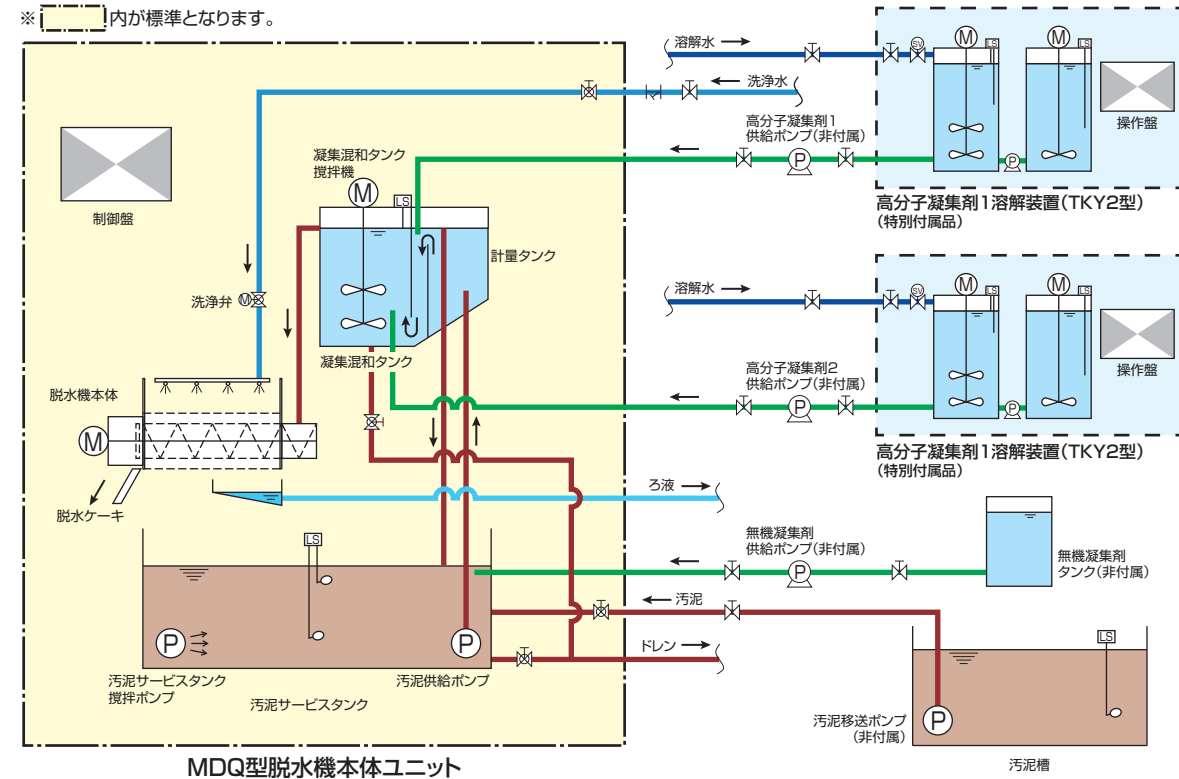 ※ 内が標準となります。
溶解水
SV
M
LS
M
LS
操作盤
高分子凝集剤1溶解装置(TKY2型)
(特別付属品)
洗浄水
高分子凝集剤1
供給ポンプ(非付属)
P
P
制御盤
凝集混和タンク
撹拌機
M
LS
計量タンク
凝集混和タンク
洗浄弁
M
溶解水
SV
M
LS
M
LS
操作盤
高分子凝集剤2
供給ポンプ(非付属)
P
P
高分子凝集剤1溶解装置(TKY2型)
(特別付属品)
脱水機本体
M
脱水ケーキ
ろ液
無機凝集剤
供給ポンプ(非付属)
P
無機凝集剤
タンク(非付属)
LS
汚泥
P
P
ドレン
汚泥サービスタンク
撹拌ポンプ
汚泥サービスタンク
汚泥供給ポンプ
LS
汚泥移送ポンプ
(非付属)
P
汚泥槽
MDQ型脱水機本体ユニット